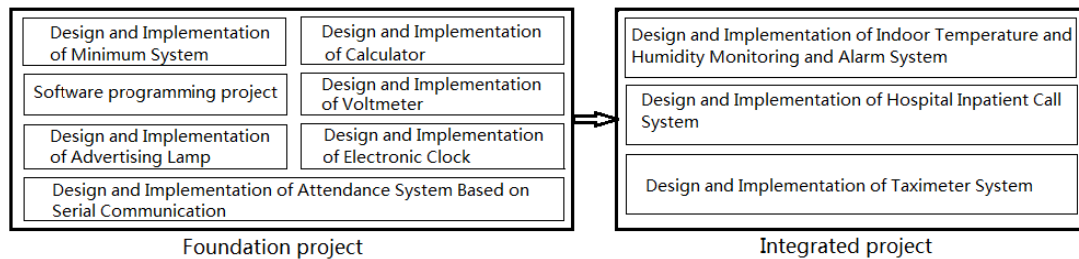 Design and Implementation
of Minimum System
Design and Implementation
of Calculator
Software programming project
Design and Implementation
of Voltmeter
Design and Implementation
of Advertising Lamp
Design and Implementation
of Electronic Clock
Design and Implementation of Attendance System Based on
Serial Communication
Foundation project
Design and Implementation of Indoor Temperature and
Humidity Monitoring and Alarm System
Design and Implementation of Hospital Inpatient Call
System
Design and Implementation of Taximeter System
Integrated project